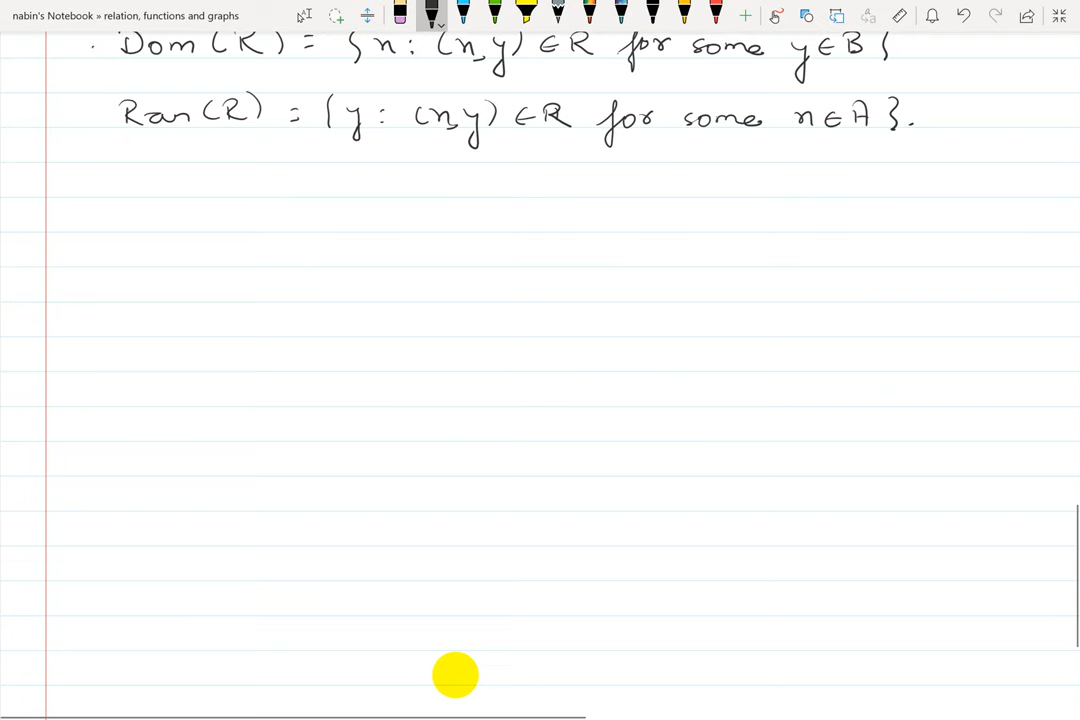 nabin's Notebook » relation, functions and graphs
Dom (R) = { x : (x, y) ∈ R for some y ∈ B {
Ran (R) = { y : (x, y) ∈ R for some x ∈ A }.